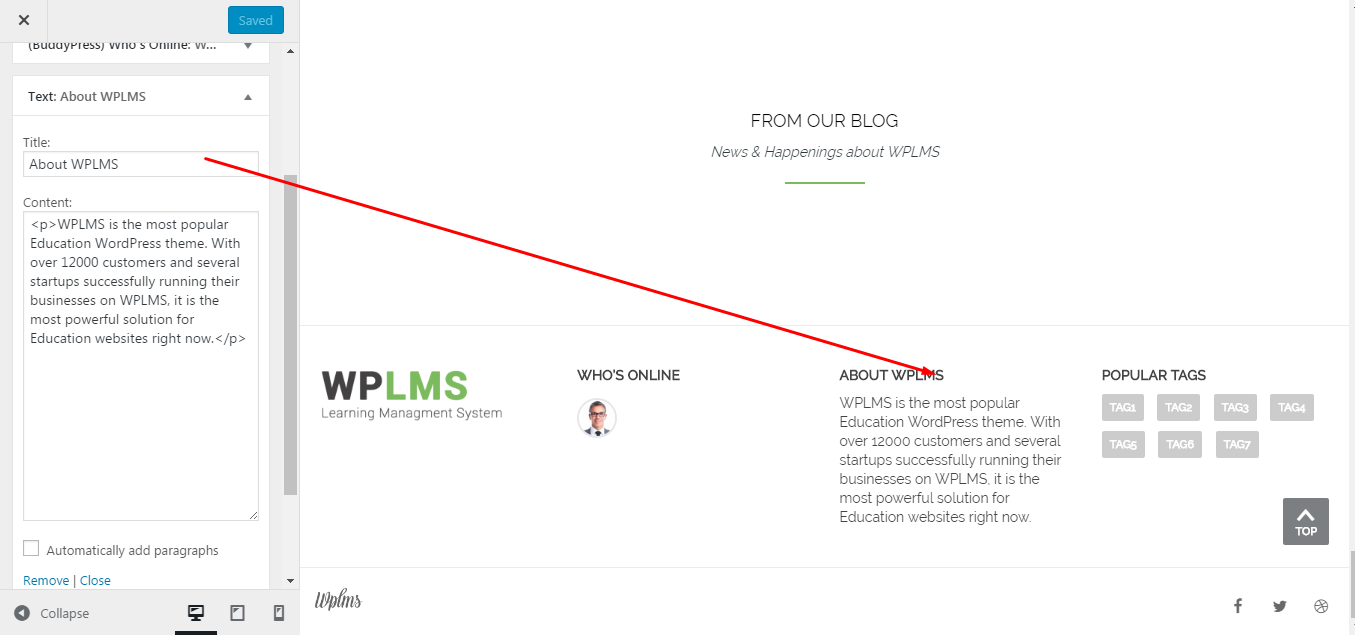 Saved
(BuddyPress) Who's Online: W...
Text: About WPLMS
Title:
About WPLMS
Content:
<p>WPLMS is the most popular
Education WordPress theme. With
over 12000 customers and several
startups successfully running their
businesses on WPLMS, it is the
most powerful solution for
Education websites right now.</p>
Automatically add paragraphs
Remove | Close
Collapse
FROM OUR BLOG
News & Happenings about WPLMS
WPLMS
Learning Managment System
WHO'S ONLINE
ABOUT WPLMS
WPLMS is the most popular
Education WordPress theme. With
over 12000 customers and several
startups successfully running their
businesses on WPLMS, it is the
most powerful solution for
Education websites right now.
POPULAR TAGS
TAG1 TAG2 TAG3 TAG4
TAG5 TAG6 TAG7
TOP
Wplms